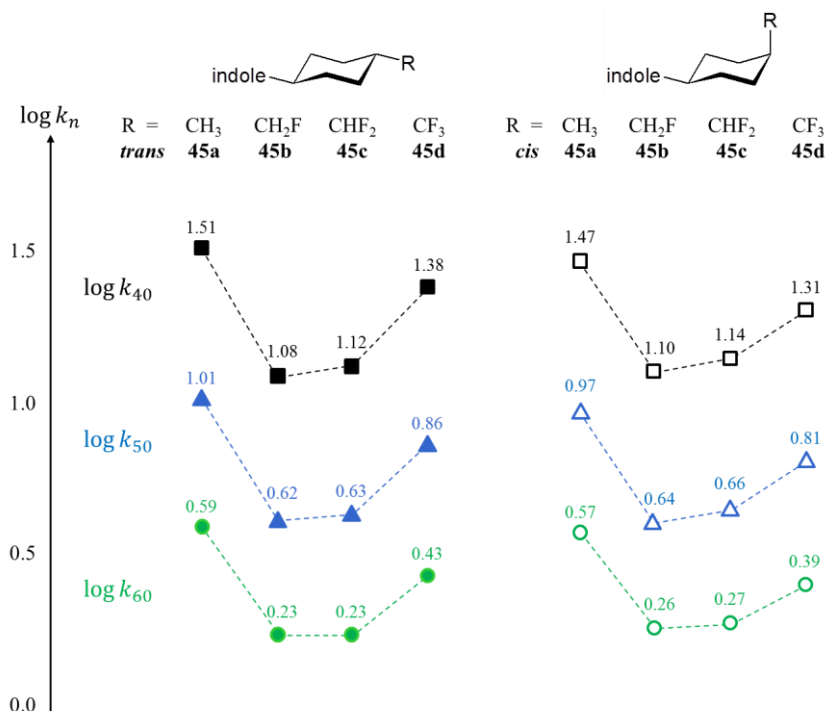 R
R
indole
indole
log kₙ
R = CH₃ CH₂F CHF₂ CF₃ R = CH₃ CH₂F CHF₂ CF₃
trans 45a 45b 45c 45d cis 45a 45b 45c 45d
1.5
log k₄₀
1.51 1.08 1.12 1.38 1.47 1.10 1.14 1.31
1.0
log k₅₀
1.01 0.62 0.63 0.86 0.97 0.64 0.66 0.81
0.5
log k₆₀
0.59 0.23 0.23 0.43 0.57 0.26 0.27 0.39
0.0